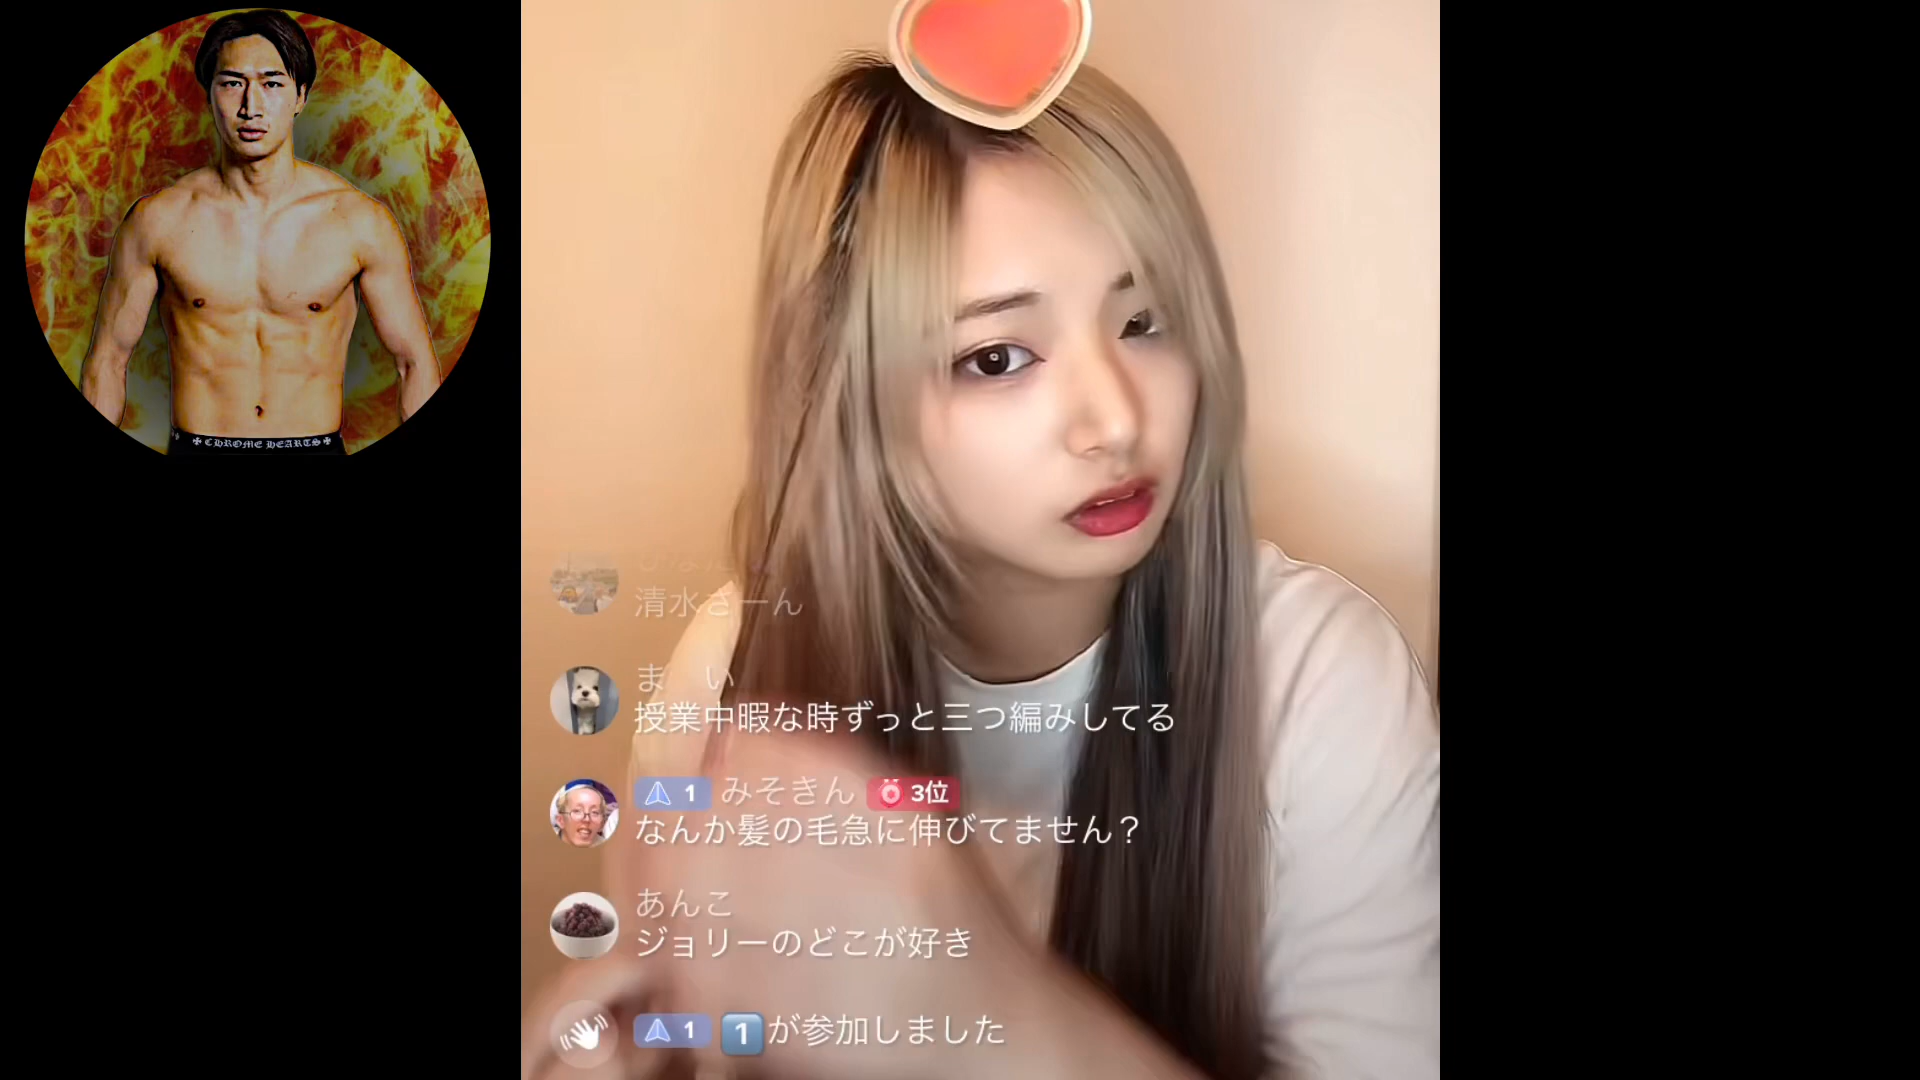 CHROME HEARTS
清水さーん
ま　い
授業中暇な時ずっと三つ編みしてる
1 みそきん 3位
なんか髪の毛急に伸びてません？
あんこ
ジョリーのどこが好き
1 1が参加しました